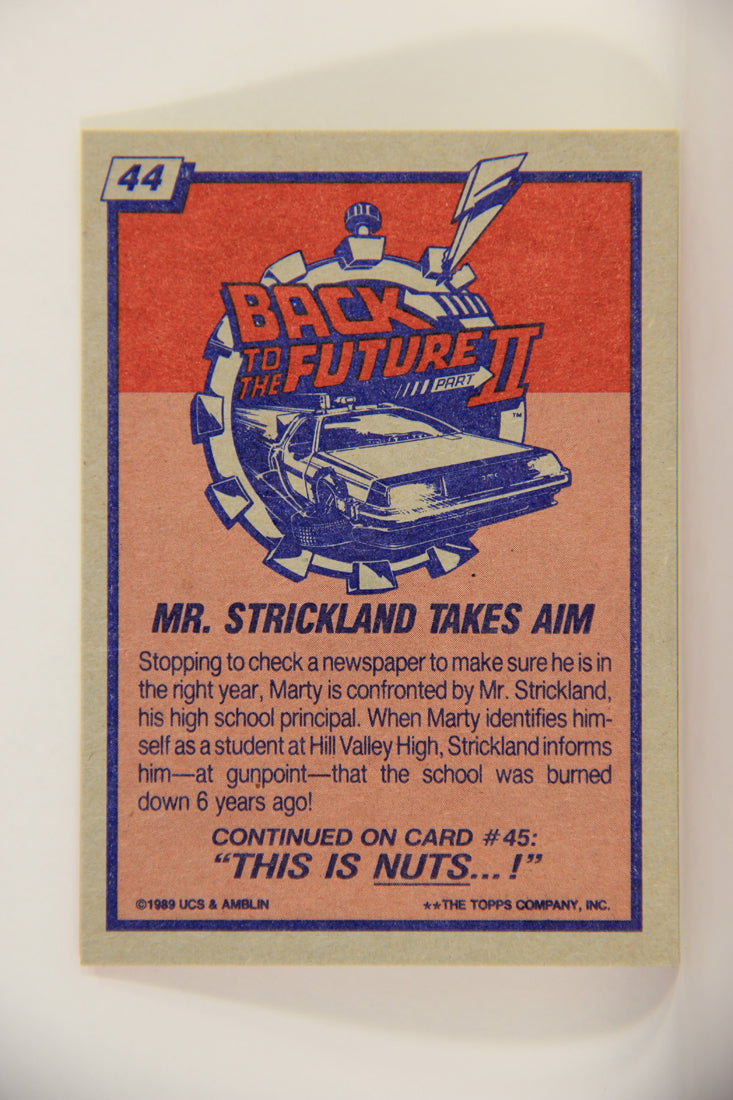 44
BACK
TO
THE FUTURE II
PART
™
MR. STRICKLAND TAKES AIM
Stopping to check a newspaper to make sure he is in
the right year, Marty is confronted by Mr. Strickland,
his high school principal. When Marty identifies him-
self as a student at Hill Valley High, Strickland informs
him—at gunpoint—that the school was burned
down 6 years ago!
CONTINUED ON CARD #45:
“THIS IS NUTS...!”
©1989 UCS & AMBLIN ★★THE TOPPS COMPANY, INC.